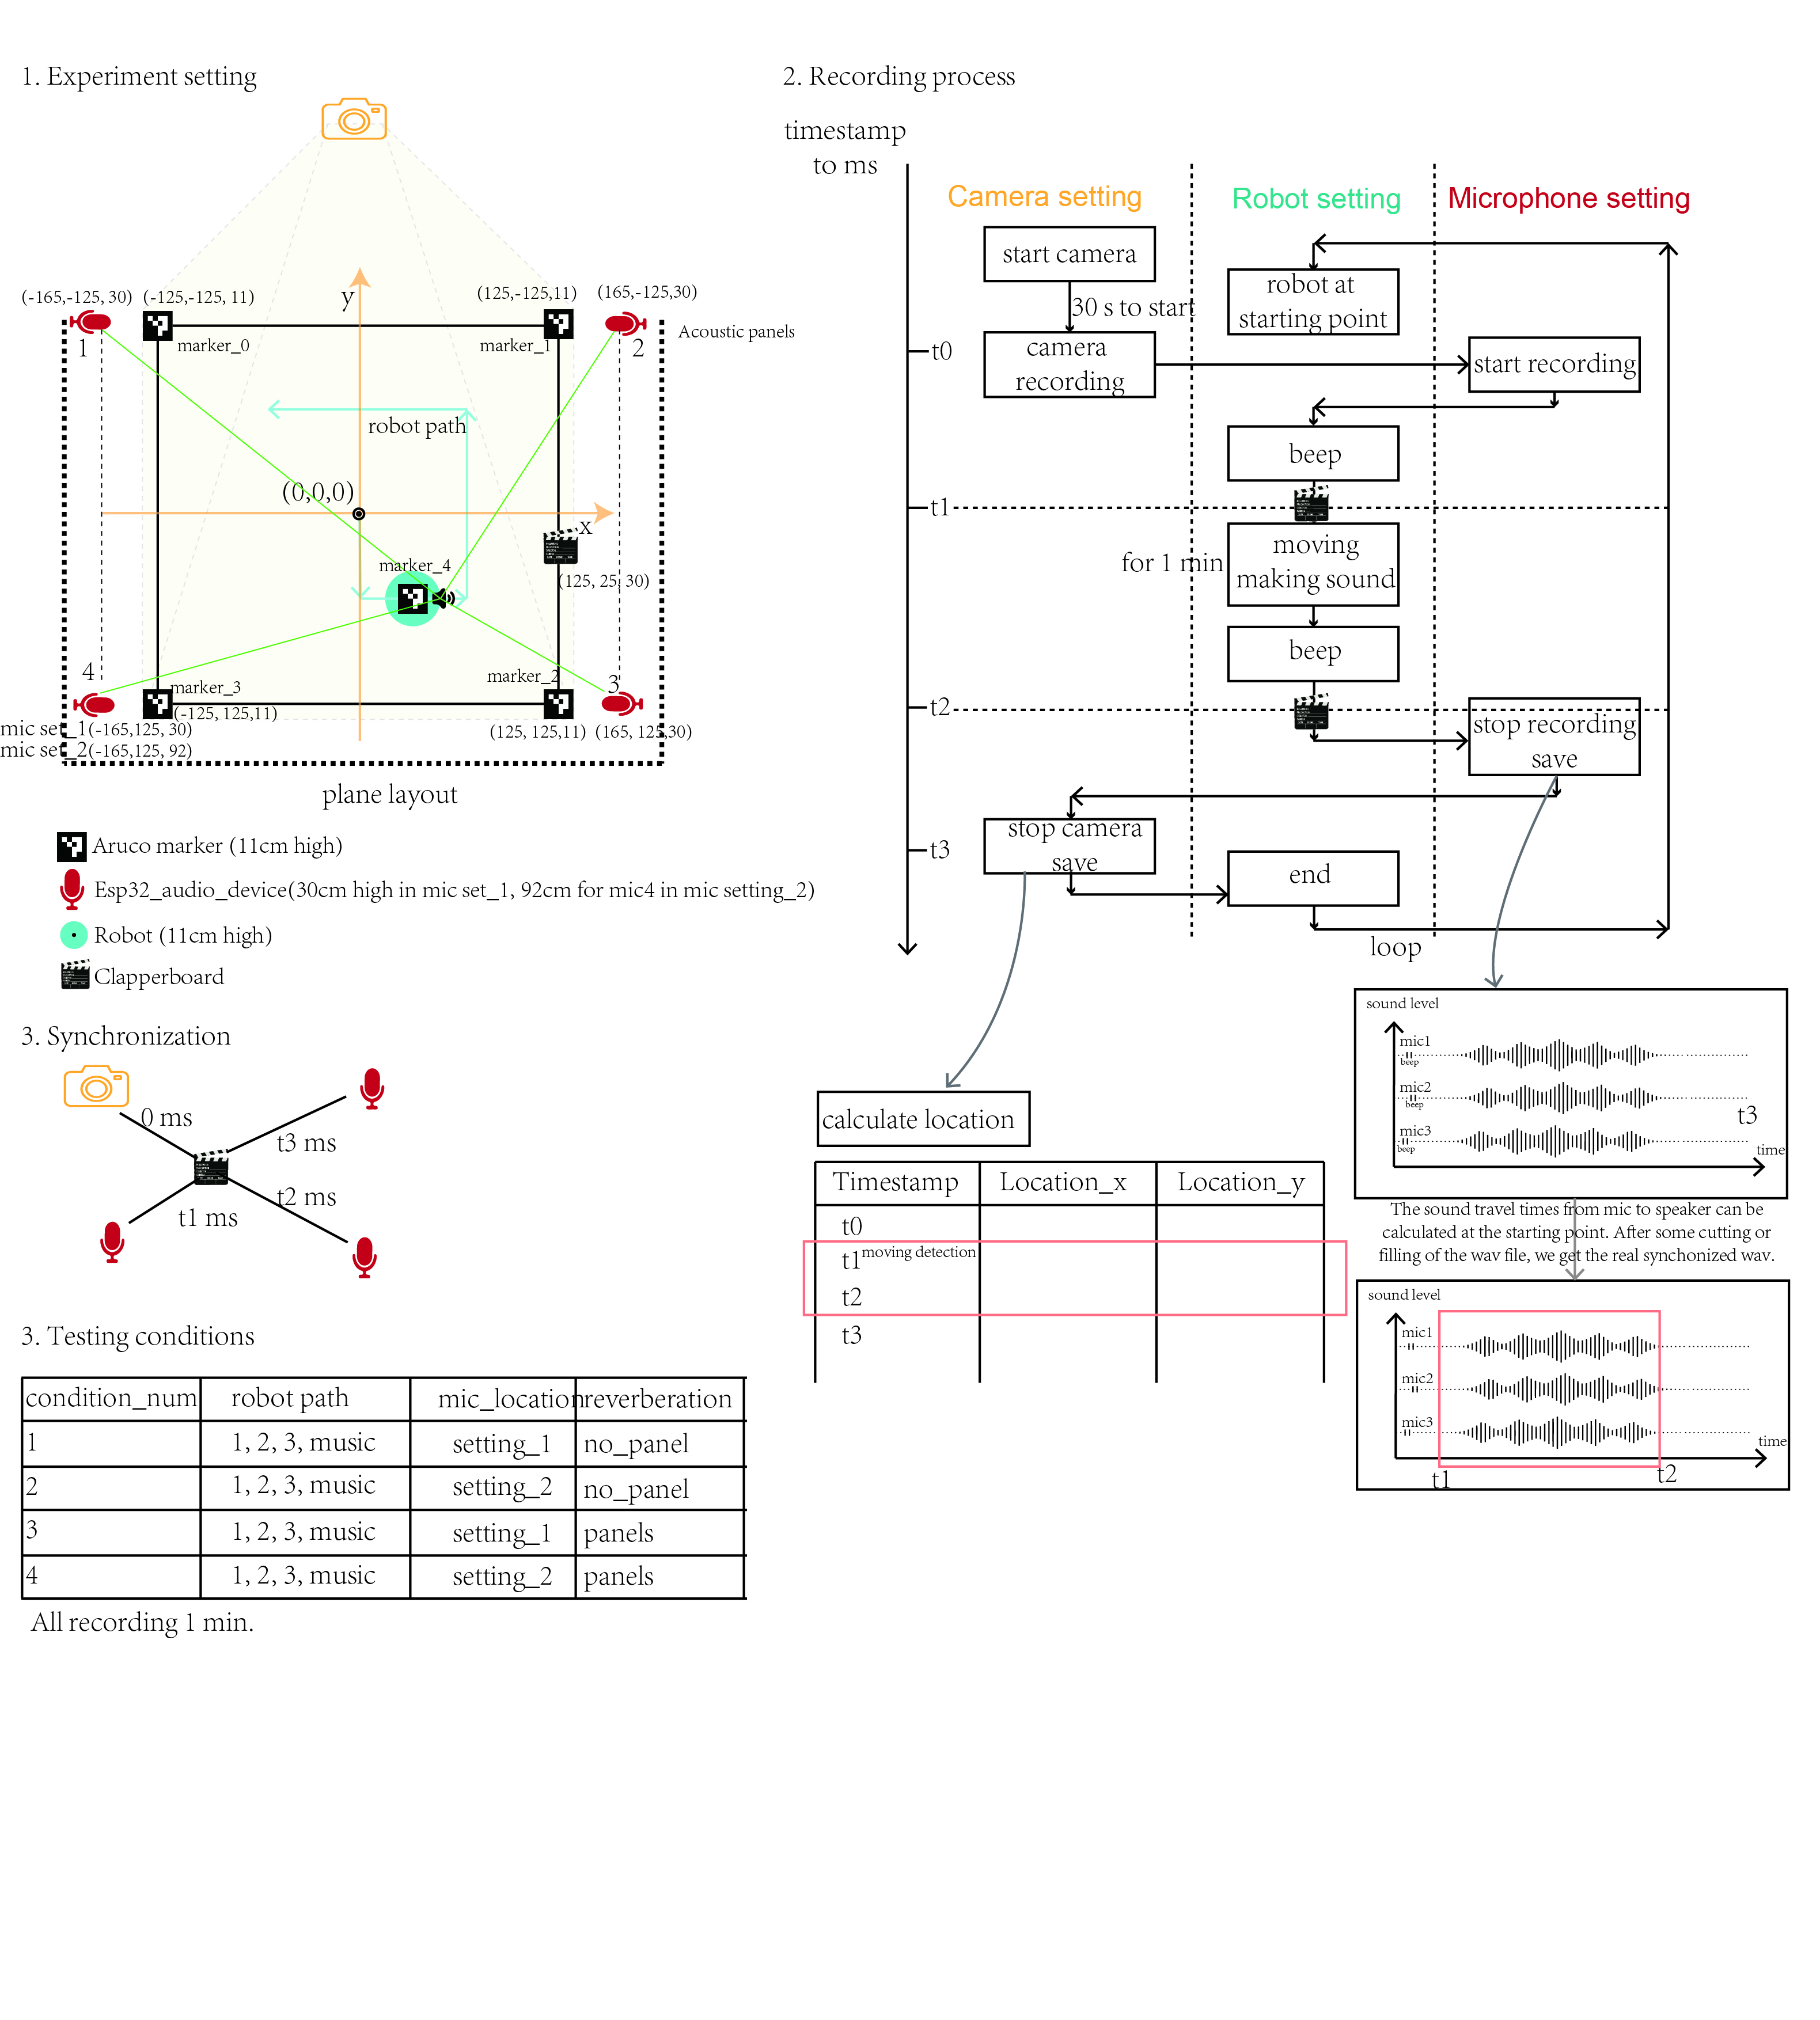 1. Experiment setting
(-165,-125, 30)
(-125,-125, 11)
(125,-125,11)
(165,-125,30)
y
1
marker_0
marker_1
2
Acoustic panels
robot path
(0,0,0)
x
marker_4
(125, 25, 30)
4
marker_3
marker_2
3
(-125, 125,11)
mic set_1(-165,125, 30)
(125, 125,11)
(165, 125,30)
mic set_2(-165,125, 92)
plane layout
Aruco marker (11cm high)
Esp32_audio_device(30cm high in mic set_1, 92cm for mic4 in mic setting_2)
Robot (11cm high)
Clapperboard
3. Synchronization
0 ms
t3 ms
t2 ms
t1 ms
3. Testing conditions
condition_num robot path mic_location reverberation
1 1, 2, 3, music setting_1 no_panel
2 1, 2, 3, music setting_2 no_panel
3 1, 2, 3, music setting_1 panels
4 1, 2, 3, music setting_2 panels
All recording 1 min.
2. Recording process
timestamp
to ms
Camera setting
Robot setting
Microphone setting
start camera
30 s to start
robot at
starting point
t0
camera
recording
start recording
beep
t1
for 1 min
moving
making sound
beep
t2
stop recording
save
t3
stop camera
save
end
loop
calculate location
Timestamp Location_x Location_y
t0
t1 moving detection
t2
t3
sound level
mic1
beep
mic2
beep
mic3
beep
t3
time
The sound travel times from mic to speaker can be
calculated at the starting point. After some cutting or
filling of the wav file, we get the real synchonized wav.
sound level
mic1
mic2
mic3
time
t1
t2